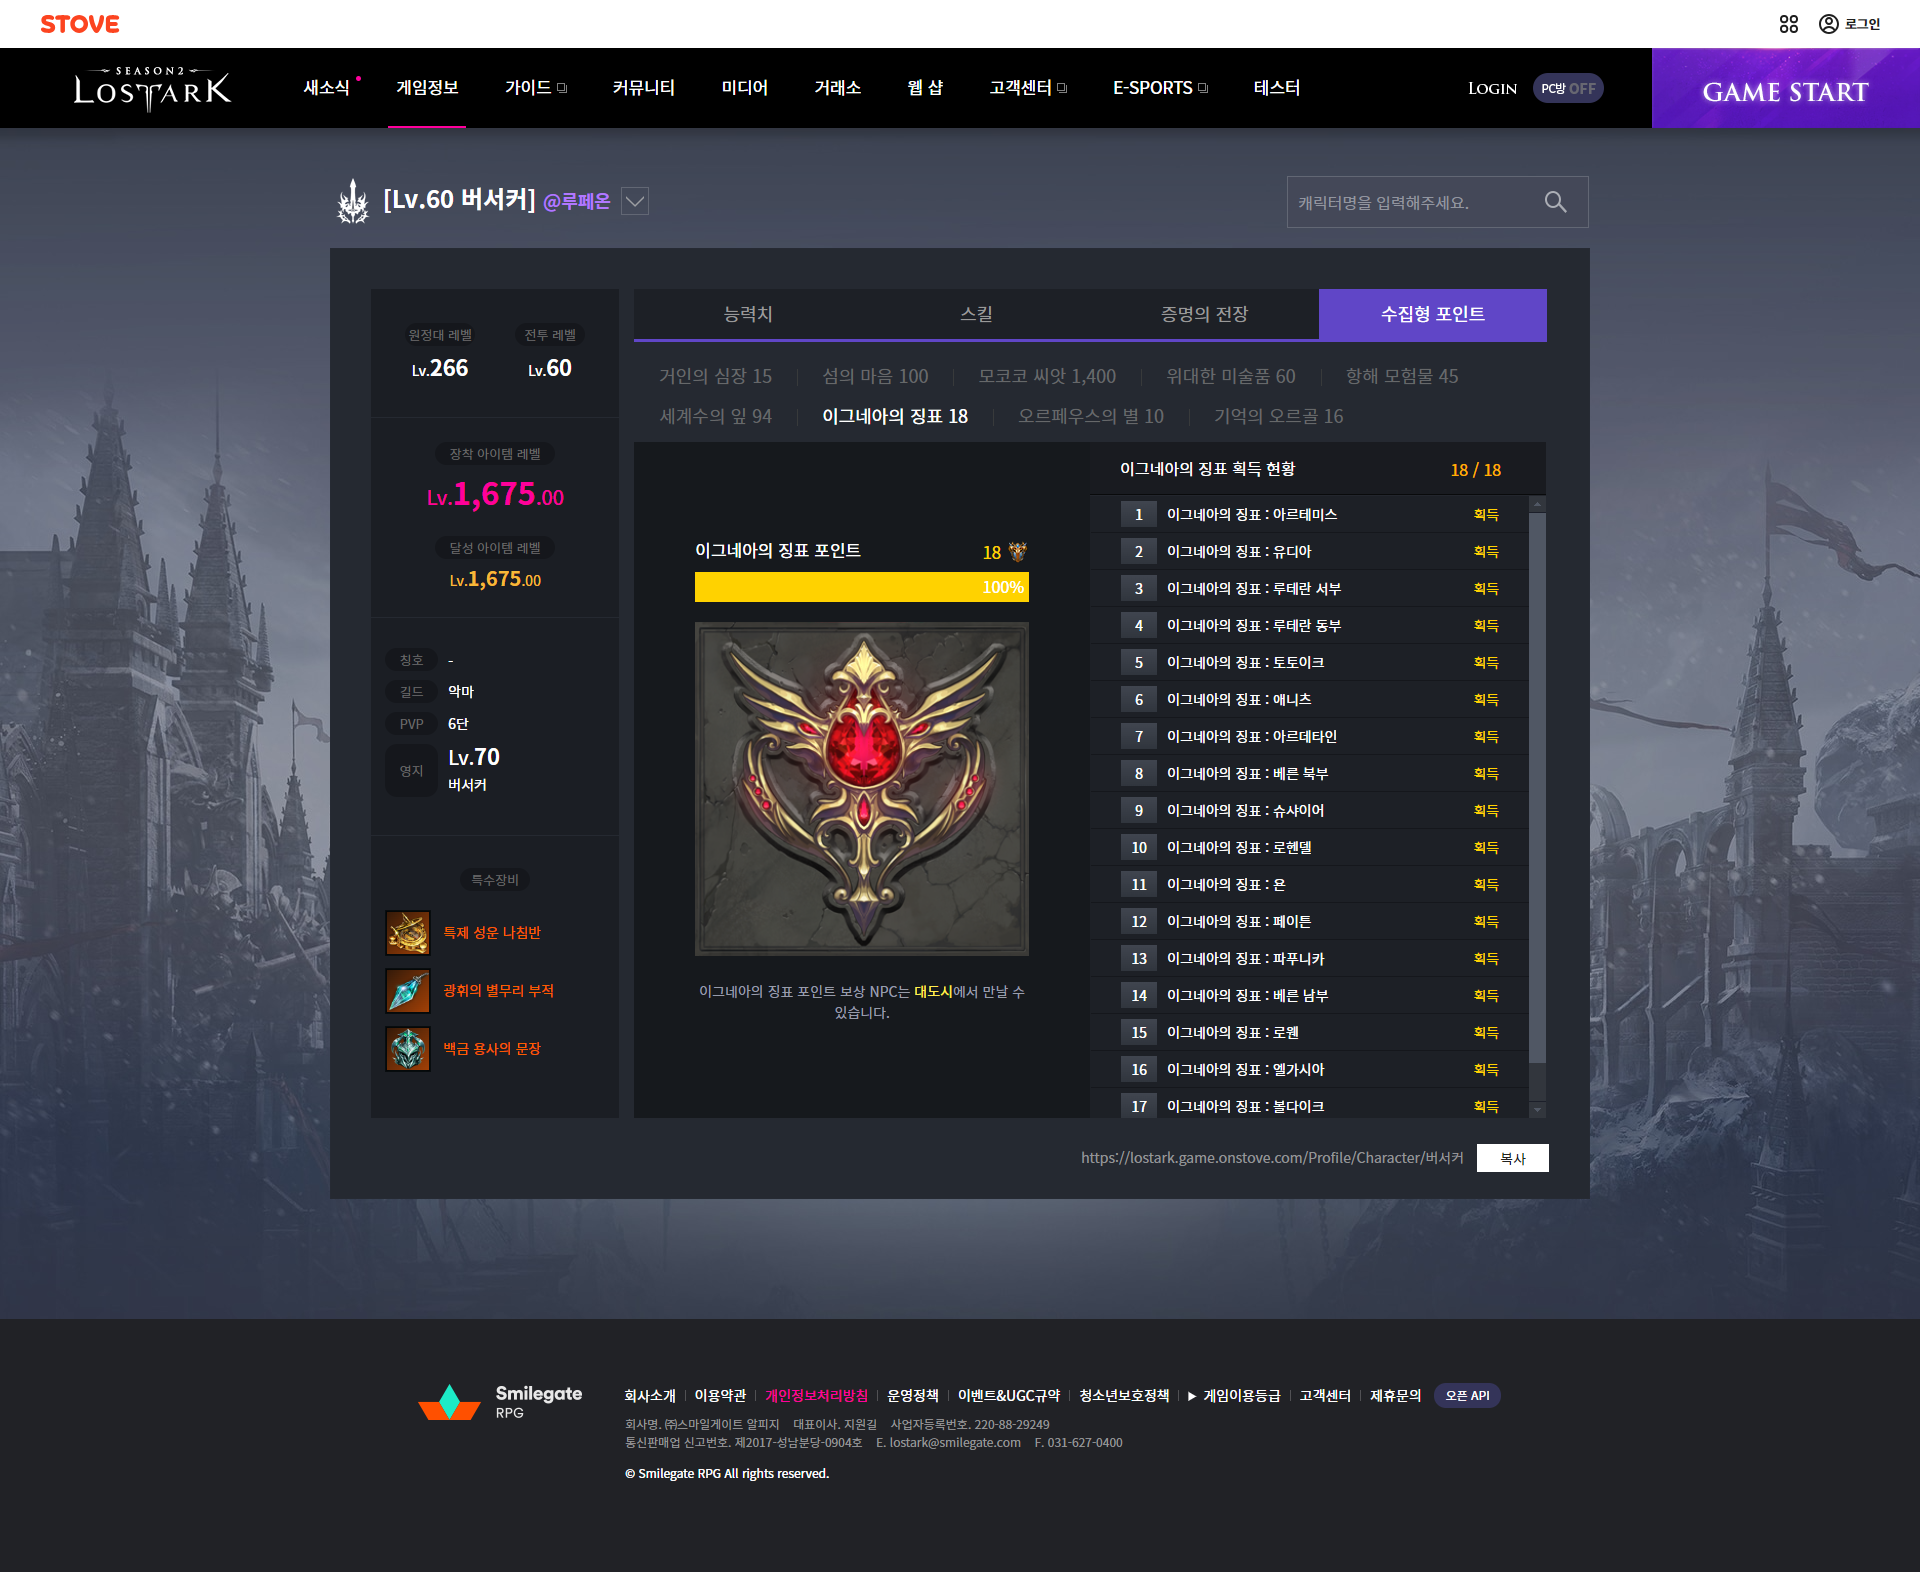 STOVE
로그인
SEASON2
LOSTARK
새소식
게임정보
가이드
커뮤니티
미디어
거래소
웹 샵
고객센터
E-SPORTS
테스터
LOGIN
PC방 OFF
GAME START
[Lv.60 버서커] @루페온
캐릭터명을 입력해주세요.
원정대 레벨
전투 레벨
Lv.266
Lv.60
장착 아이템 레벨
Lv.1,675.00
달성 아이템 레벨
Lv.1,675.00
칭호 -
길드 악마
PVP 6단
영지 Lv.70
버서커
특수장비
특제 성운 나침반
광휘의 별무리 부적
백금 용사의 문장
능력치
스킬
증명의 전장
수집형 포인트
거인의 심장 15
섬의 마음 100
모코코 씨앗 1,400
위대한 미술품 60
항해 모험물 45
세계수의 잎 94
이그네아의 징표 18
오르페우스의 별 10
기억의 오르골 16
이그네아의 징표 포인트 18
100%
이그네아의 징표 포인트 보상 NPC는 대도시에서 만날 수
있습니다.
이그네아의 징표 획득 현황 18 / 18
1 이그네아의 징표 : 아르테미스 획득
2 이그네아의 징표 : 유디아 획득
3 이그네아의 징표 : 루테란 서부 획득
4 이그네아의 징표 : 루테란 동부 획득
5 이그네아의 징표 : 토토이크 획득
6 이그네아의 징표 : 애니츠 획득
7 이그네아의 징표 : 아르데타인 획득
8 이그네아의 징표 : 베른 북부 획득
9 이그네아의 징표 : 슈샤이어 획득
10 이그네아의 징표 : 로헨델 획득
11 이그네아의 징표 : 욘 획득
12 이그네아의 징표 : 페이튼 획득
13 이그네아의 징표 : 파푸니카 획득
14 이그네아의 징표 : 베른 남부 획득
15 이그네아의 징표 : 로웬 획득
16 이그네아의 징표 : 엘가시아 획득
17 이그네아의 징표 : 볼다이크 획득
https://lostark.game.onstove.com/Profile/Character/버서커
복사
Smilegate
RPG
회사소개
이용약관
개인정보처리방침
운영정책
이벤트&UGC규약
청소년보호정책
▶ 게임이용등급
고객센터
제휴문의
오픈 API
회사명. ㈜스마일게이트 알피지 대표이사. 지원길 사업자등록번호. 220-88-29249
통신판매업 신고번호. 제2017-성남분당-0904호 E. lostark@smilegate.com F. 031-627-0400
© Smilegate RPG All rights reserved.